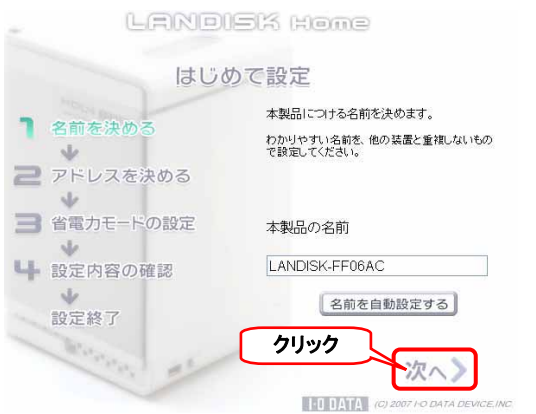 LANDISK Home
はじめて設定
1 名前を決める
2 アドレスを決める
3 省電力モードの設定
4 設定内容の確認
設定終了
本製品につける名前を決めます。
わかりやすい名前を、他の装置と重複しないもの
で設定してください。
本製品の名前
LANDISK-FF06AC
名前を自動設定する
クリック
次へ
I-O DATA (C) 2007 I-O DATA DEVICE,INC.